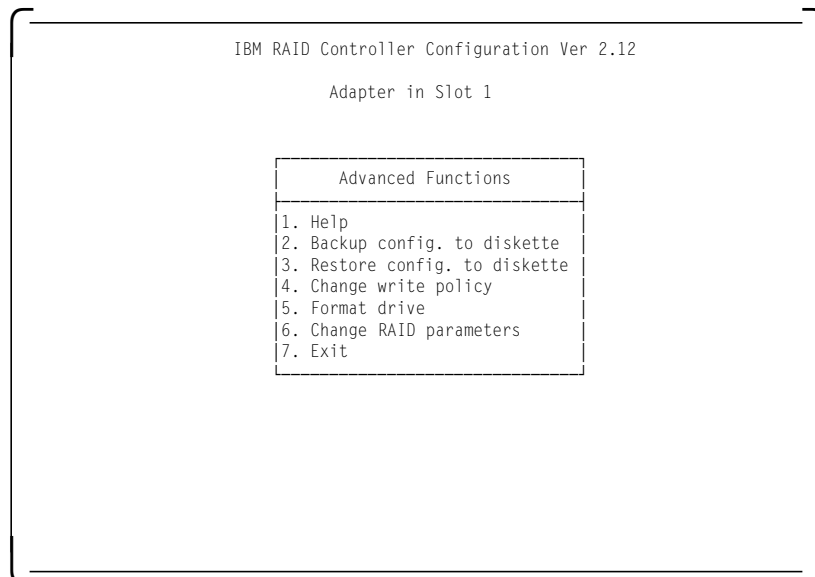 IBM RAID Controller Configuration Ver 2.12
Adapter in Slot 1
Advanced Functions
1. Help
2. Backup config. to diskette
3. Restore config. to diskette
4. Change write policy
5. Format drive
6. Change RAID parameters
7. Exit